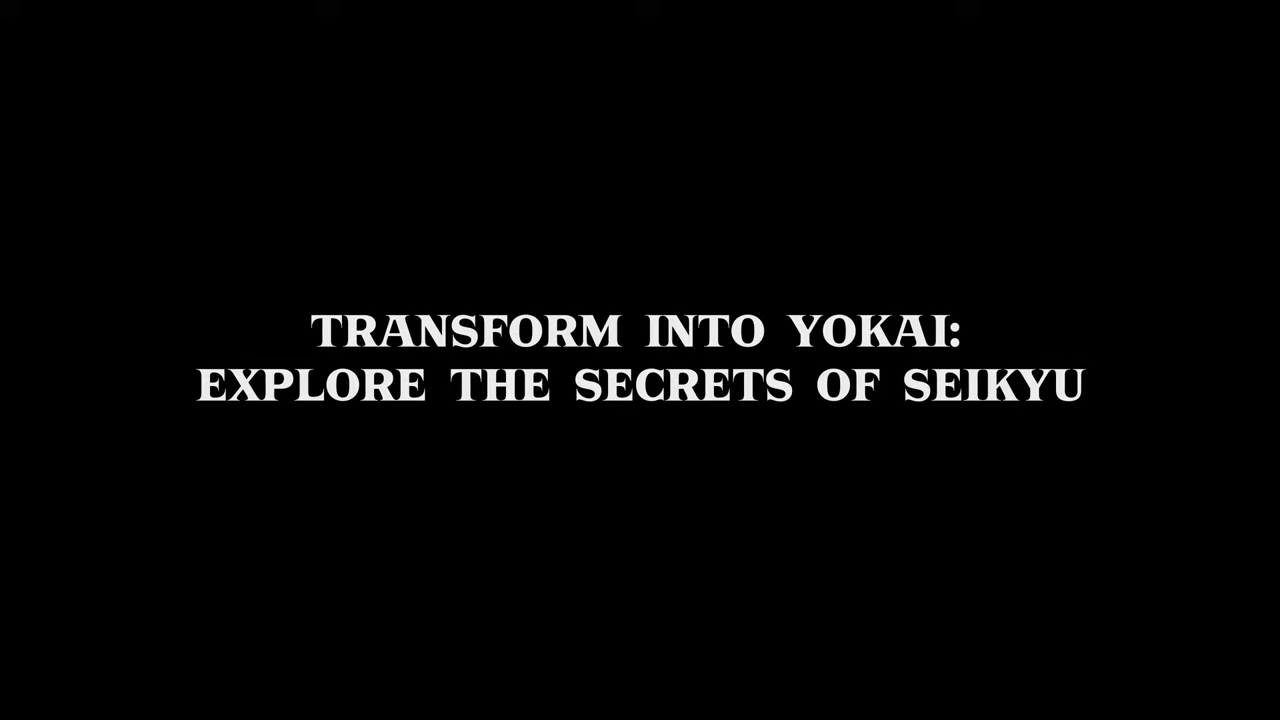 TRANSFORM INTO YOKAI:
EXPLORE THE SECRETS OF SEIKYU